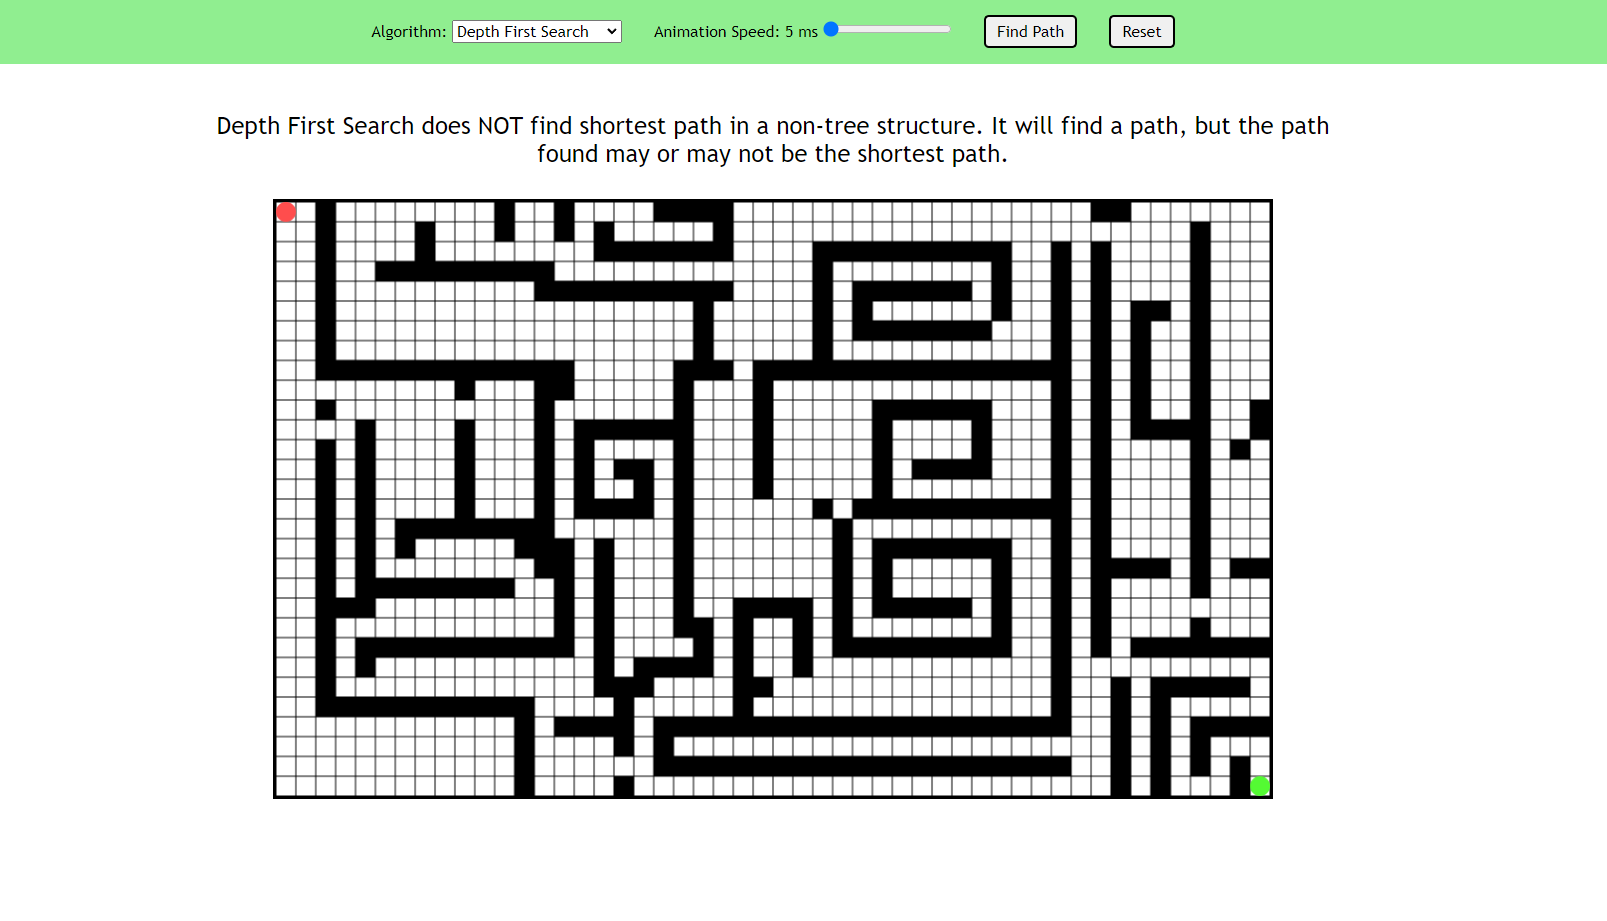 Algorithm: Depth First Search Animation Speed: 5 ms Find Path Reset
Depth First Search does NOT find shortest path in a non-tree structure. It will find a path, but the path
found may or may not be the shortest path.